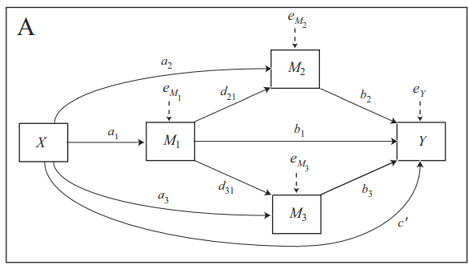 A
e_{M_2}
a_2
M_2
e_{M_1}
d_{21}
b_2
e_Y
X
a_1
M_1
b_1
Y
e_{M_3}
d_{31}
a_3
b_3
M_3
c'